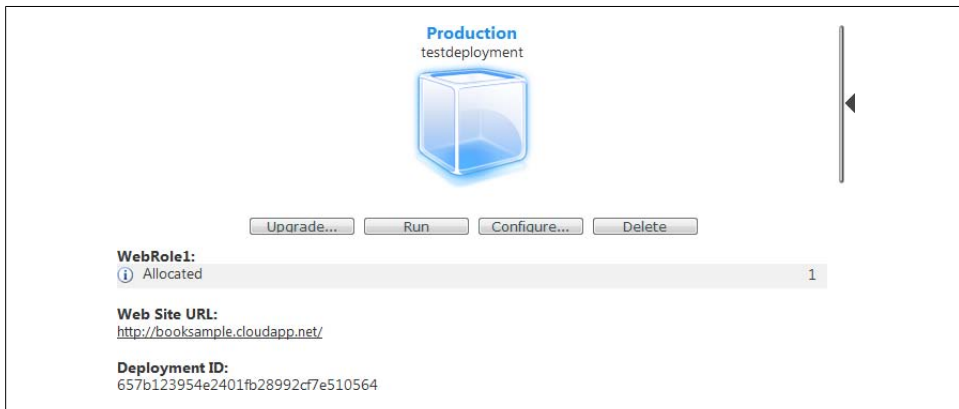 Production
testdeployment
Upgrade... Run Configure... Delete
WebRole1:
Allocated 1
Web Site URL:
http://booksample.cloudapp.net/
Deployment ID:
657b123954e2401fb28992cf7e510564